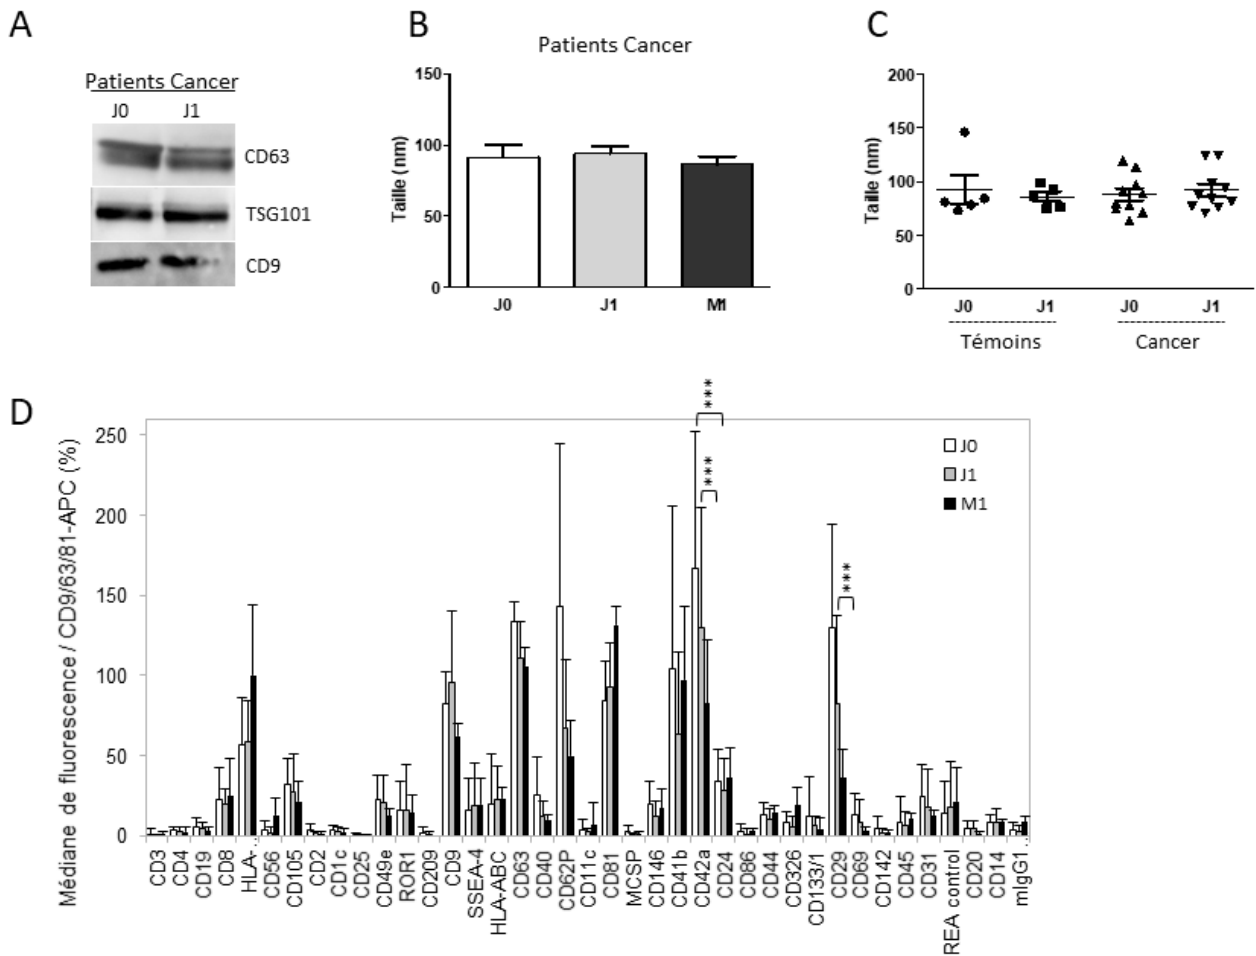 A
Patients Cancer
J0 J1
CD63
TSG101
CD9
B
Patients Cancer
Taille (nm)
150
100
50
0
J0 J1 M1
C
Taille (nm)
200
150
100
50
0
J0 J1 J0 J1
Témoins Cancer
D
Médiane de fluorescence / CD9/63/81-APC (%)
250
200
150
100
50
0
***
***
***
J0
J1
M1
CD3
CD4
CD19
CD8
HLA-...
CD56
CD105
CD2
CD1c
CD25
CD49e
ROR1
CD209
CD9
SSEA-4
HLA-ABC
CD63
CD40
CD62P
CD11c
CD81
MCSP
CD146
CD41b
CD42a
CD24
CD86
CD44
CD326
CD133/1
CD29
CD69
CD142
CD45
CD31
REA control
CD20
CD14
mIgG1...